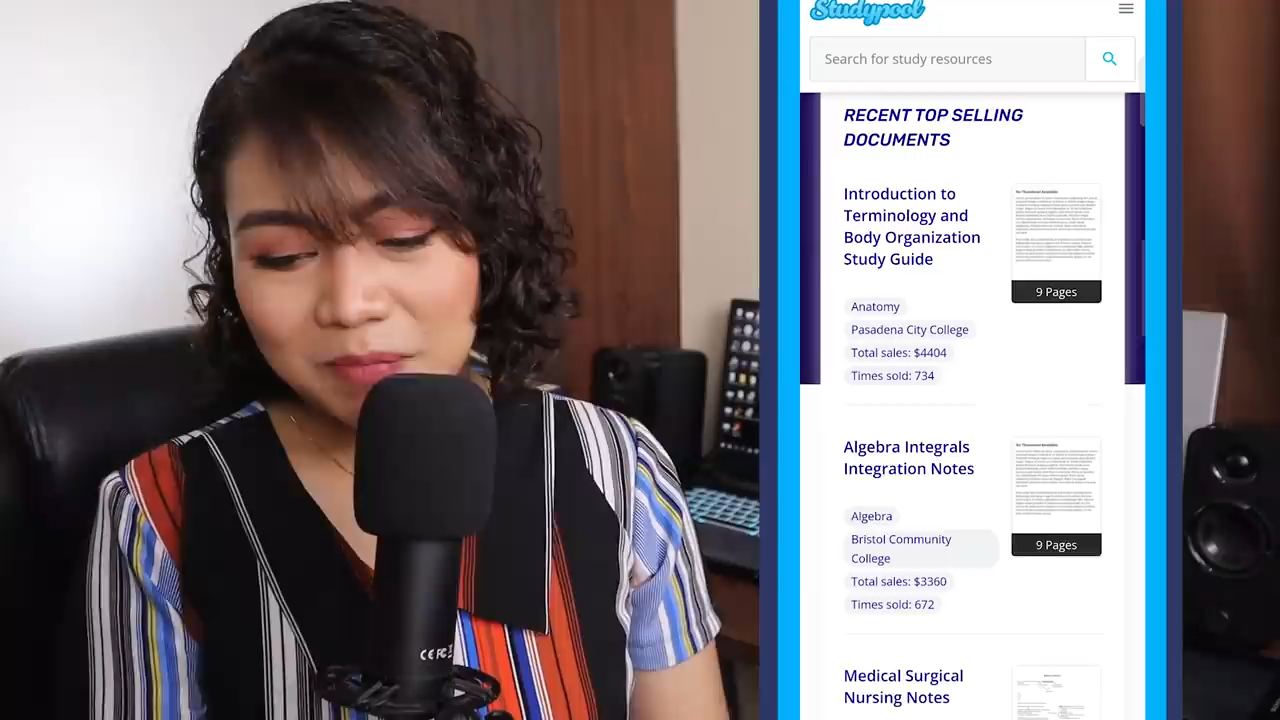 Studypool
Search for study resources
RECENT TOP SELLING
DOCUMENTS
Introduction to
Terminology and
Body Organization
Study Guide
9 Pages
Anatomy
Pasadena City College
Total sales: $4404
Times sold: 734
Algebra Integrals
Integration Notes
9 Pages
Algebra
Bristol Community
College
Total sales: $3360
Times sold: 672
Medical Surgical
Nursing Notes
CE FC